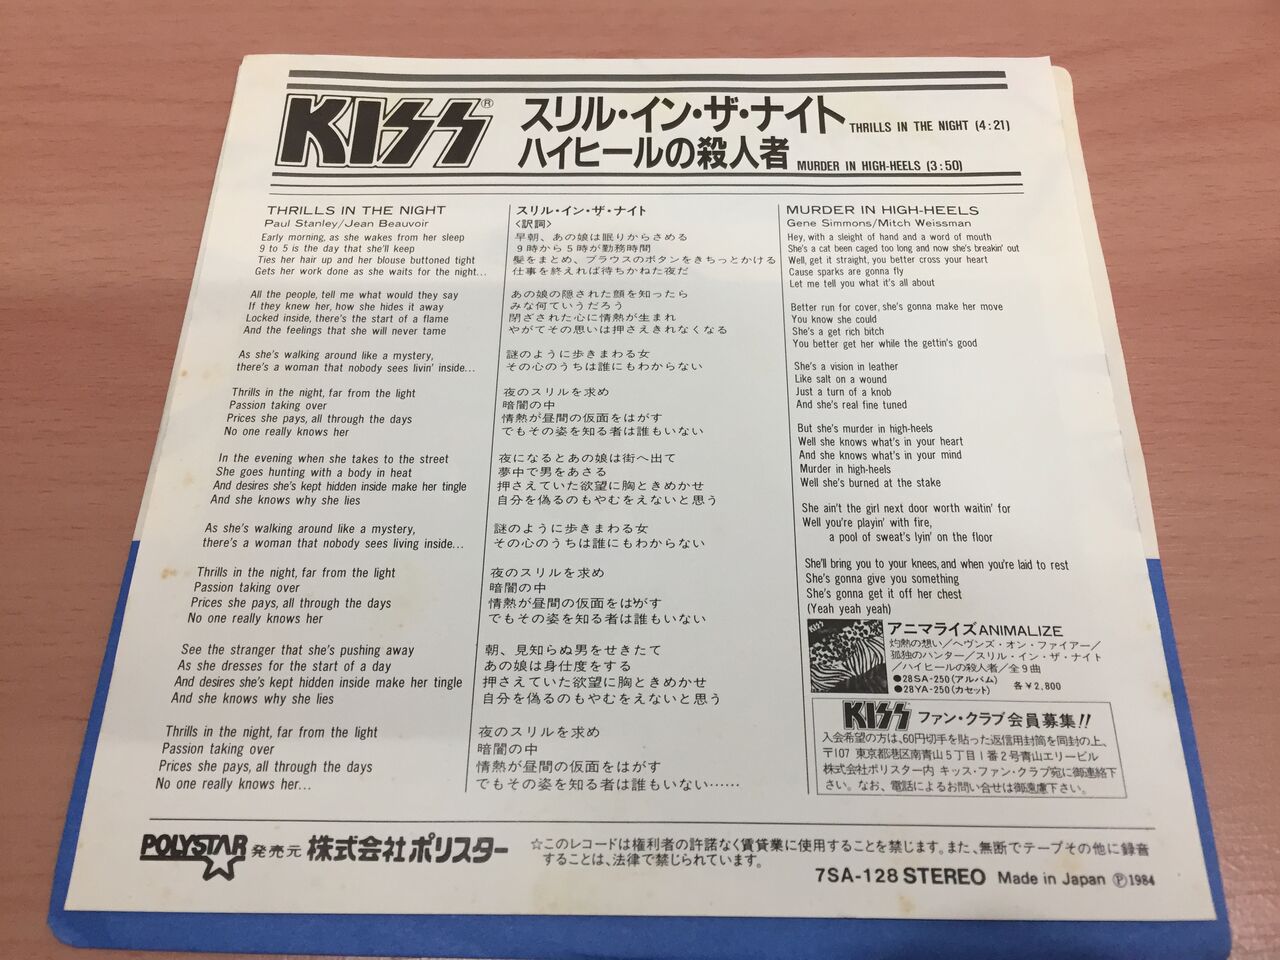 KISS®
スリル・イン・ザ・ナイト THRILLS IN THE NIGHT (4:21)
ハイヒールの殺人者 MURDER IN HIGH-HEELS (3:50)
THRILLS IN THE NIGHT
Paul Stanley/Jean Beauvoir
Early morning, as she wakes from her sleep
9 to 5 is the day that she'll keep
Ties her hair up and her blouse buttoned tight
Gets her work done as she waits for the night...
All the people, tell me what would they say
If they knew her, how she hides it away
Locked inside, there's the start of a flame
And the feelings that she will never tame
As she's walking around like a mystery,
there's a woman that nobody sees livin' inside...
Thrills in the night, far from the light
Passion taking over
Prices she pays, all through the days
No one really knows her
In the evening when she takes to the street
She goes hunting with a body in heat
And desires she's kept hidden inside make her tingle
And she knows why she lies
As she's walking around like a mystery,
there's a woman that nobody sees living inside...
Thrills in the night, far from the light
Passion taking over
Prices she pays, all through the days
No one really knows her
See the stranger that she's pushing away
As she dresses for the start of a day
And desires she's kept hidden inside make her tingle
And she knows why she lies
Thrills in the night, far from the light
Passion taking over
Prices she pays, all through the days
No one really knows her...
スリル・イン・ザ・ナイト
〈訳詞〉
早朝、あの娘は眠りからさめる
9時から5時が勤務時間
髪をまとめ、ブラウスのボタンをきちっとかける
仕事を終えれば待ちかねた夜だ
あの娘の隠された顔を知ったら
みな何ていうだろう
閉ざされた心に情熱が生まれ
やがてその思いは押さえきれなくなる
謎のように歩きまわる女
その心のうちは誰にもわからない
夜のスリルを求め
暗闇の中
情熱が昼間の仮面をはがす
でもその姿を知る者は誰もいない
夜になるとあの娘は街へ出て
夢中で男をあさる
押さえていた欲望に胸ときめかせ
自分を偽るのもやむをえないと思う
謎のように歩きまわる女
その心のうちは誰にもわからない
夜のスリルを求め
暗闇の中
情熱が昼間の仮面をはがす
でもその姿を知る者は誰もいない
朝、見知らぬ男をせきたて
あの娘は身仕度をする
押さえていた欲望に胸ときめかせ
自分を偽るのもやむをえないと思う
夜のスリルを求め
暗闇の中
情熱が昼間の仮面をはがす
でもその姿を知る者は誰もいない……
MURDER IN HIGH-HEELS
Gene Simmons/Mitch Weissman
Hey, with a sleight of hand and a word of mouth
She's a cat been caged too long and now she's breakin' out
Well, get it straight, you better cross your heart
Cause sparks are gonna fly
Let me tell you what it's all about
Better run for cover, she's gonna make her move
You know she could
She's a get rich bitch
You better get her while the gettin's good
She's a vision in leather
Like salt on a wound
Just a turn of a knob
And she's real fine tuned
But she's murder in high-heels
Well she knows what's in your heart
And she knows what's in your mind
Murder in high-heels
Well she's burned at the stake
She ain't the girl next door worth waitin' for
Well you're playin' with fire,
a pool of sweat's lyin' on the floor
She'll bring you to your knees, and when you're laid to rest
She's gonna give you something
She's gonna get it off her chest
(Yeah yeah yeah)
KISS
アニマライズANIMALIZE
灼熱の想い/ヘヴンズ・オン・ファイアー/
孤独のハンター/スリル・イン・ザ・ナイト
/ハイヒールの殺人者/全9曲
●28SA-250(アルバム)
●28YA-250(カセット) 各¥2,800
KISS ファン・クラブ会員募集!!
入会希望の方は、60円切手を貼った返信用封筒を同封の上、
〒107 東京都港区南青山5丁目1番2号青山エリービル
株式会社ポリスター内 キッス・ファン・クラブ宛に御連絡下
さい。なお、電話によるお問い合せは御遠慮下さい。
POLYSTAR 発売元 株式会社ポリスター
☆このレコードは権利者の許諾なく賃貸業に使用することを禁じます。また、無断でテープその他に録音
することは、法律で禁じられています。
7SA-128 STEREO Made in Japan Ⓟ1984